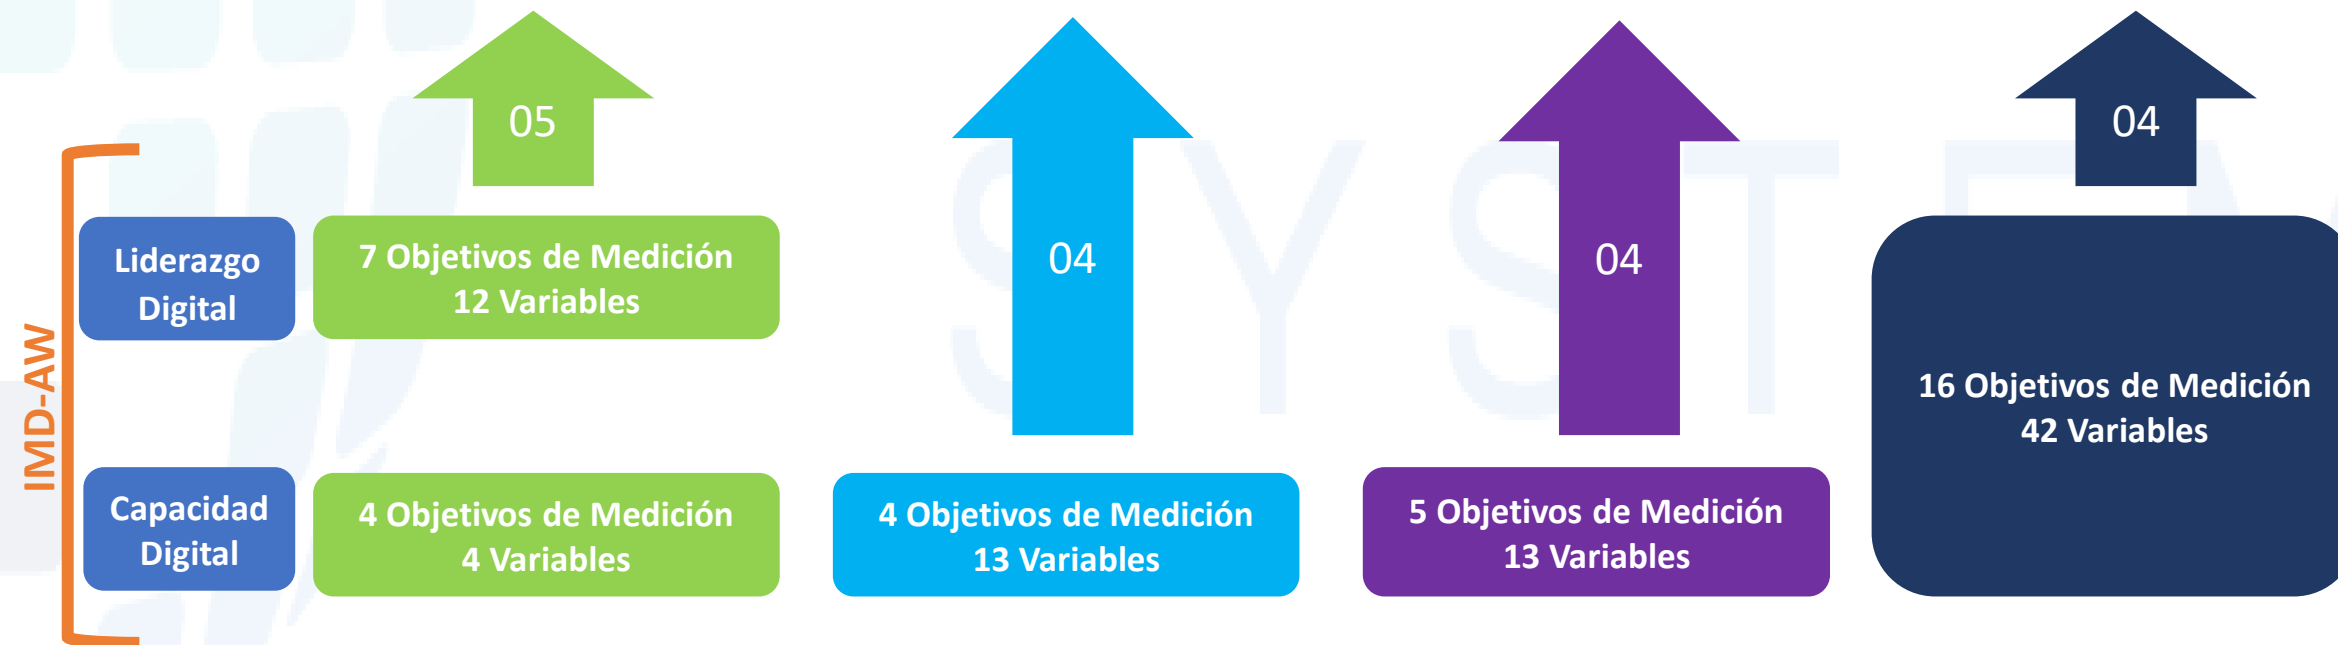 05
04
04
04
IMD-AW
Liderazgo
Digital
7 Objetivos de Medición
12 Variables
16 Objetivos de Medición
42 Variables
Capacidad
Digital
4 Objetivos de Medición
4 Variables
4 Objetivos de Medición
13 Variables
5 Objetivos de Medición
13 Variables
SYSTEM